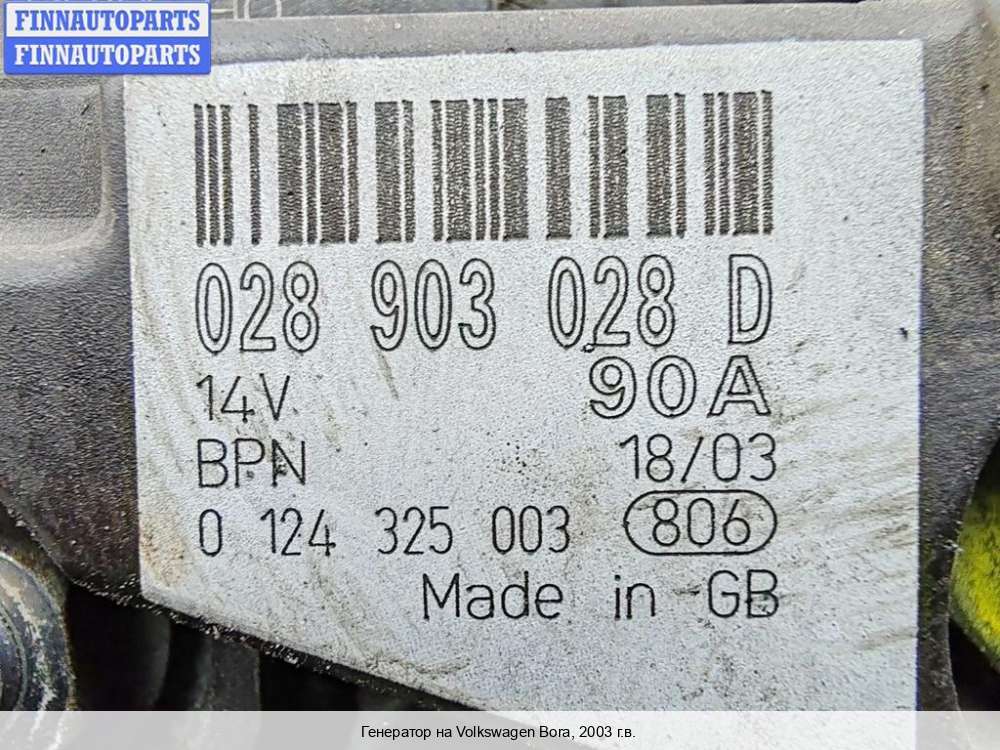 FINNAUTOPARTS
FINNAUTOPARTS
028 903 028 D
14V 90A
BPN 18/03
0 124 325 003 806
Made in GB
Генератор на Volkswagen Bora, 2003 г.в.